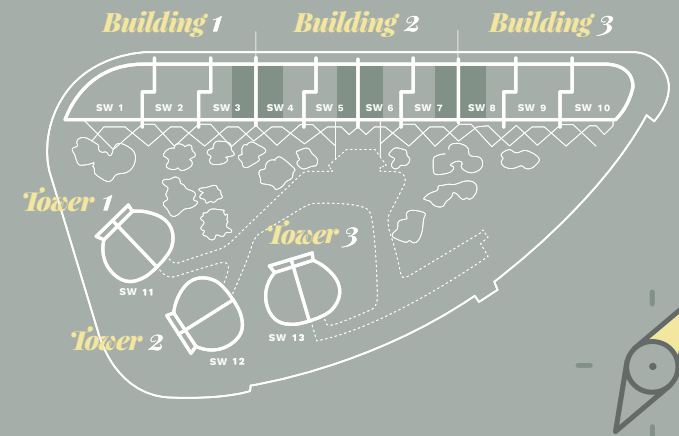 Building 1 Building 2 Building 3
SW 1 SW 2 SW 3 SW 4 SW 5 SW 6 SW 7 SW 8 SW 9 SW 10
Tower 1
Tower 3
SW 11
Tower 2
SW 13
SW 12